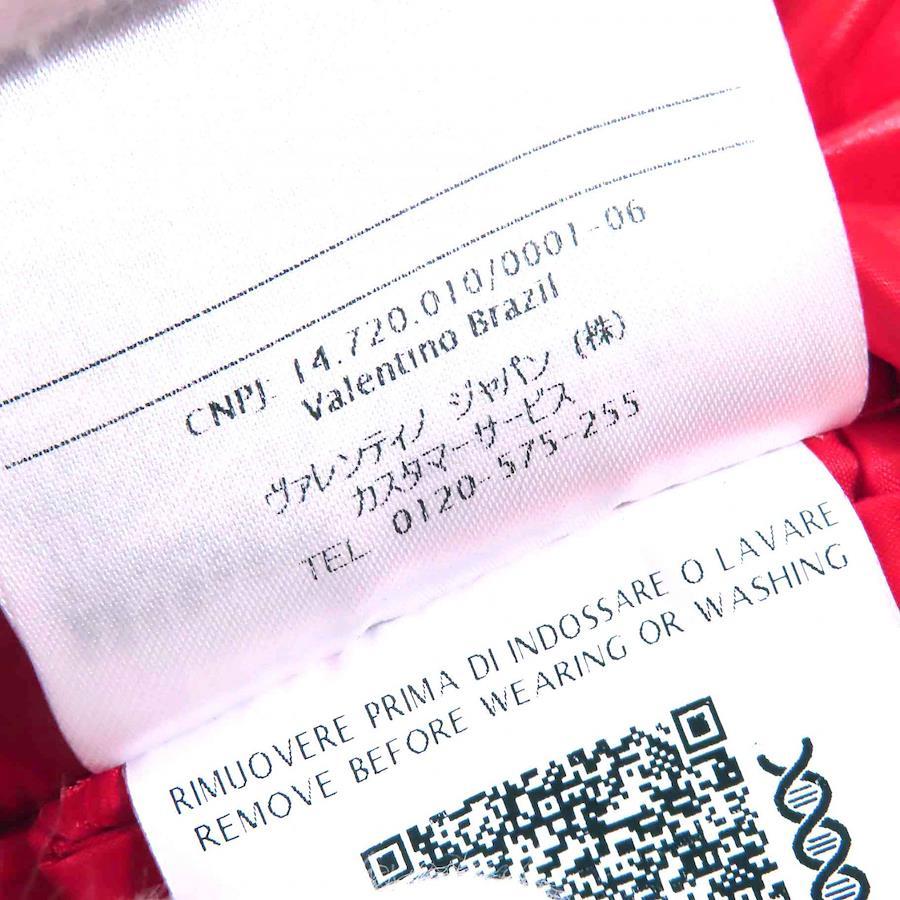 CNPJ 14.720.010/0001-06
Valentino Brazil
ヴァレンティノ ジャパン (株)
カスタマーサービス
TEL 0120-575-255
RIMUOVERE PRIMA DI INDOSSARE O LAVARE
REMOVE BEFORE WEARING OR WASHING